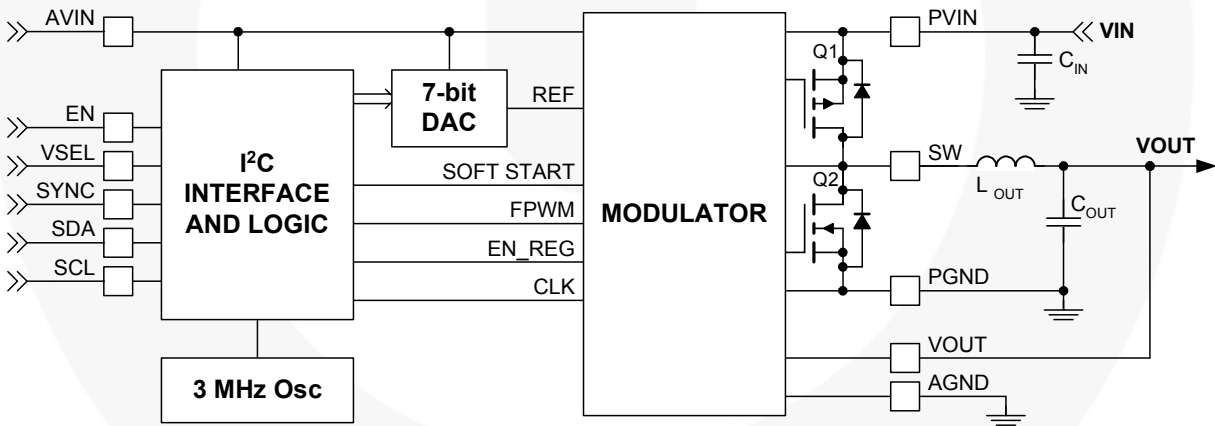 AVIN
EN
VSEL
SYNC
SDA
SCL
I²C
INTERFACE
AND LOGIC
3 MHz Osc
7-bit
DAC
REF
SOFT START
FPWM
EN_REG
CLK
MODULATOR
Q1
Q2
PVIN
VIN
C_IN
SW
L_OUT
VOUT
C_OUT
PGND
VOUT
AGND